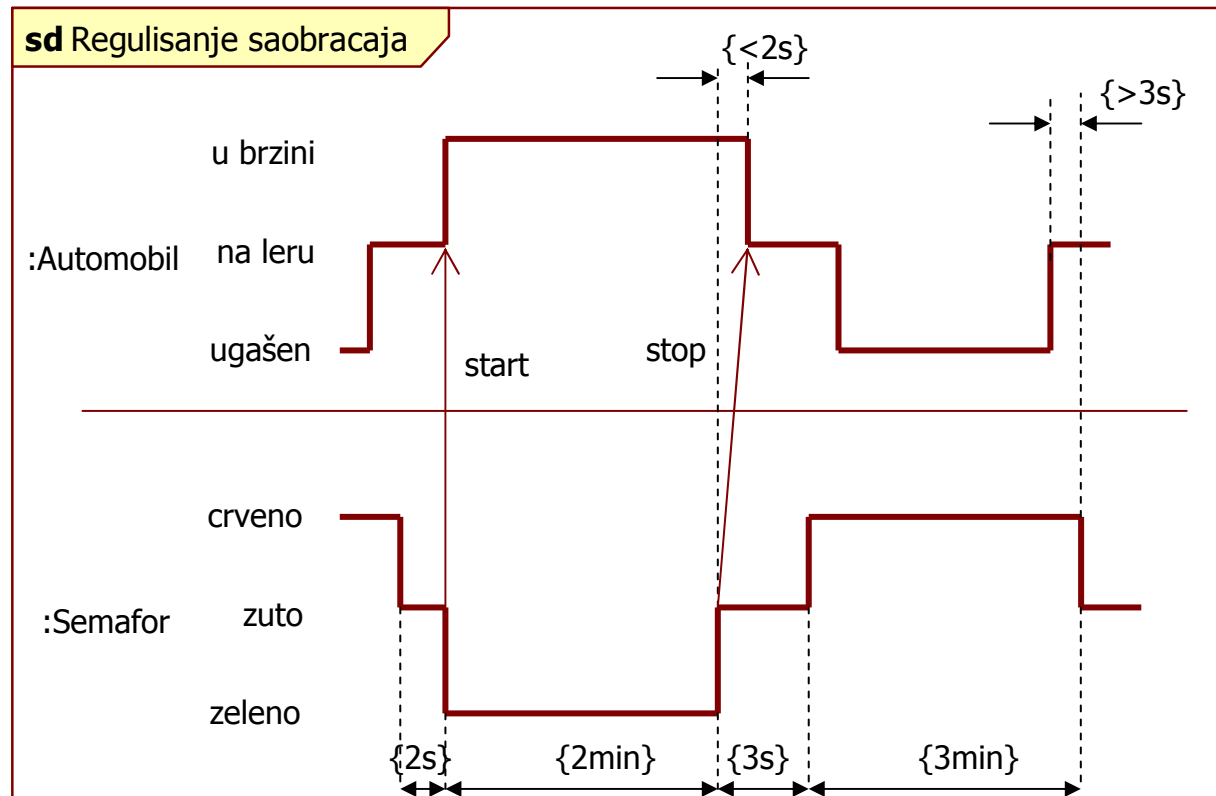 sd Regulisanje saobracaja
{<2s}
{>3s}
u brzini
:Automobil
na leru
ugašen
start
stop
crveno
:Semafor
zuto
zeleno
{2s}
{2min}
{3s}
{3min}